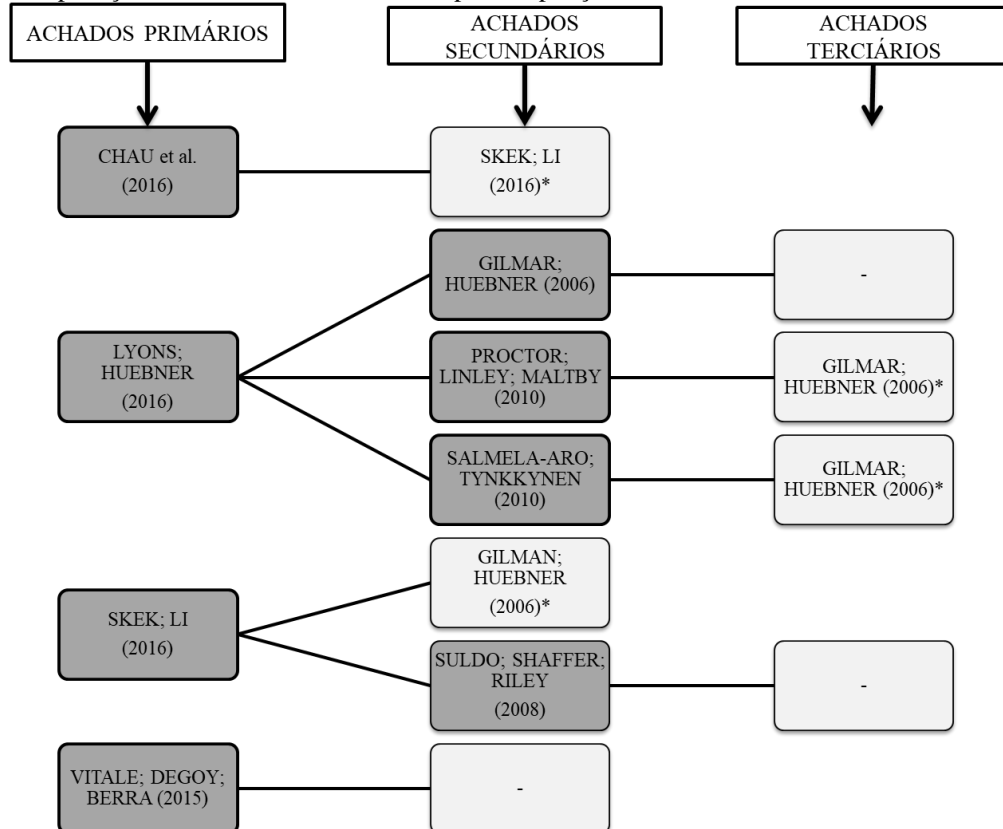 ACHADOS PRIMÁRIOS
ACHADOS
SECUNDÁRIOS
ACHADOS
TERCIÁRIOS
CHAU et al.
(2016)
SKEK; LI
(2016)*
LYONS;
HUEBNER
(2016)
GILMAR;
HUEBNER (2006)
-
PROCTOR;
LINLEY; MALTBY
(2010)
GILMAR;
HUEBNER (2006)*
SALMELA-ARO;
TYNKKYNEN
(2010)
GILMAR;
HUEBNER (2006)*
SKEK; LI
(2016)
GILMAN;
HUEBNER
(2006)*
SULDO; SHAFFER;
RILEY
(2008)
-
VITALE; DEGOY;
BERRA (2015)
-